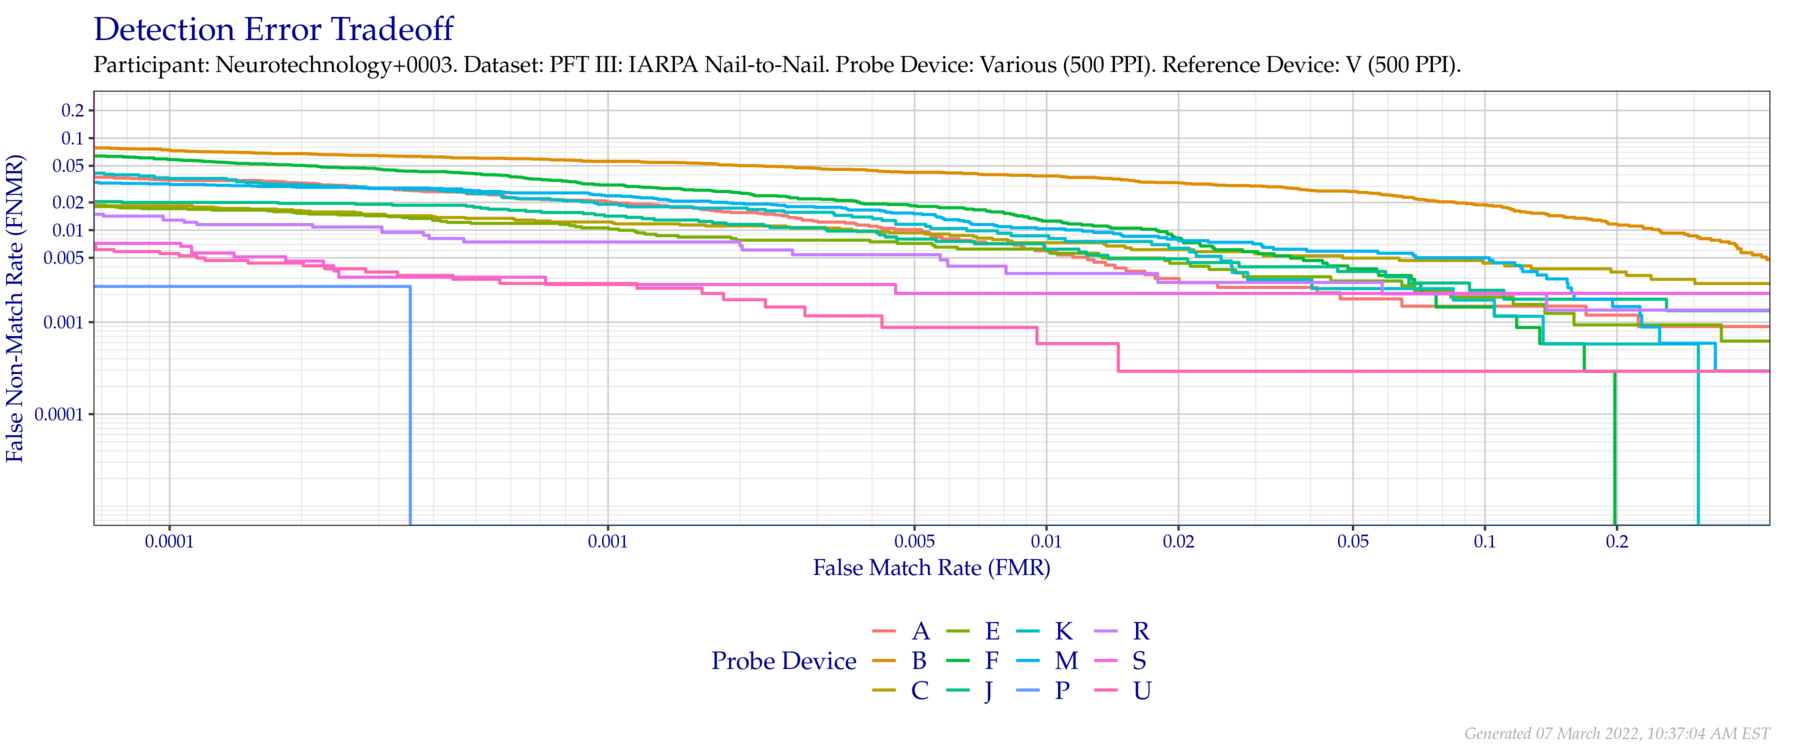 Detection Error Tradeoff
Participant: Neurotechnology+0003. Dataset: PFT III: IARPA Nail-to-Nail. Probe Device: Various (500 PPI). Reference Device: V (500 PPI).
False Non-Match Rate (FNMR)
0.2
0.1
0.05
0.02
0.01
0.005
0.001
0.0001
0.0001 0.001 0.005 0.01 0.02 0.05 0.1 0.2
False Match Rate (FMR)
Probe Device
A E K R
B F M S
C J P U
Generated 07 March 2022, 10:37:04 AM EST